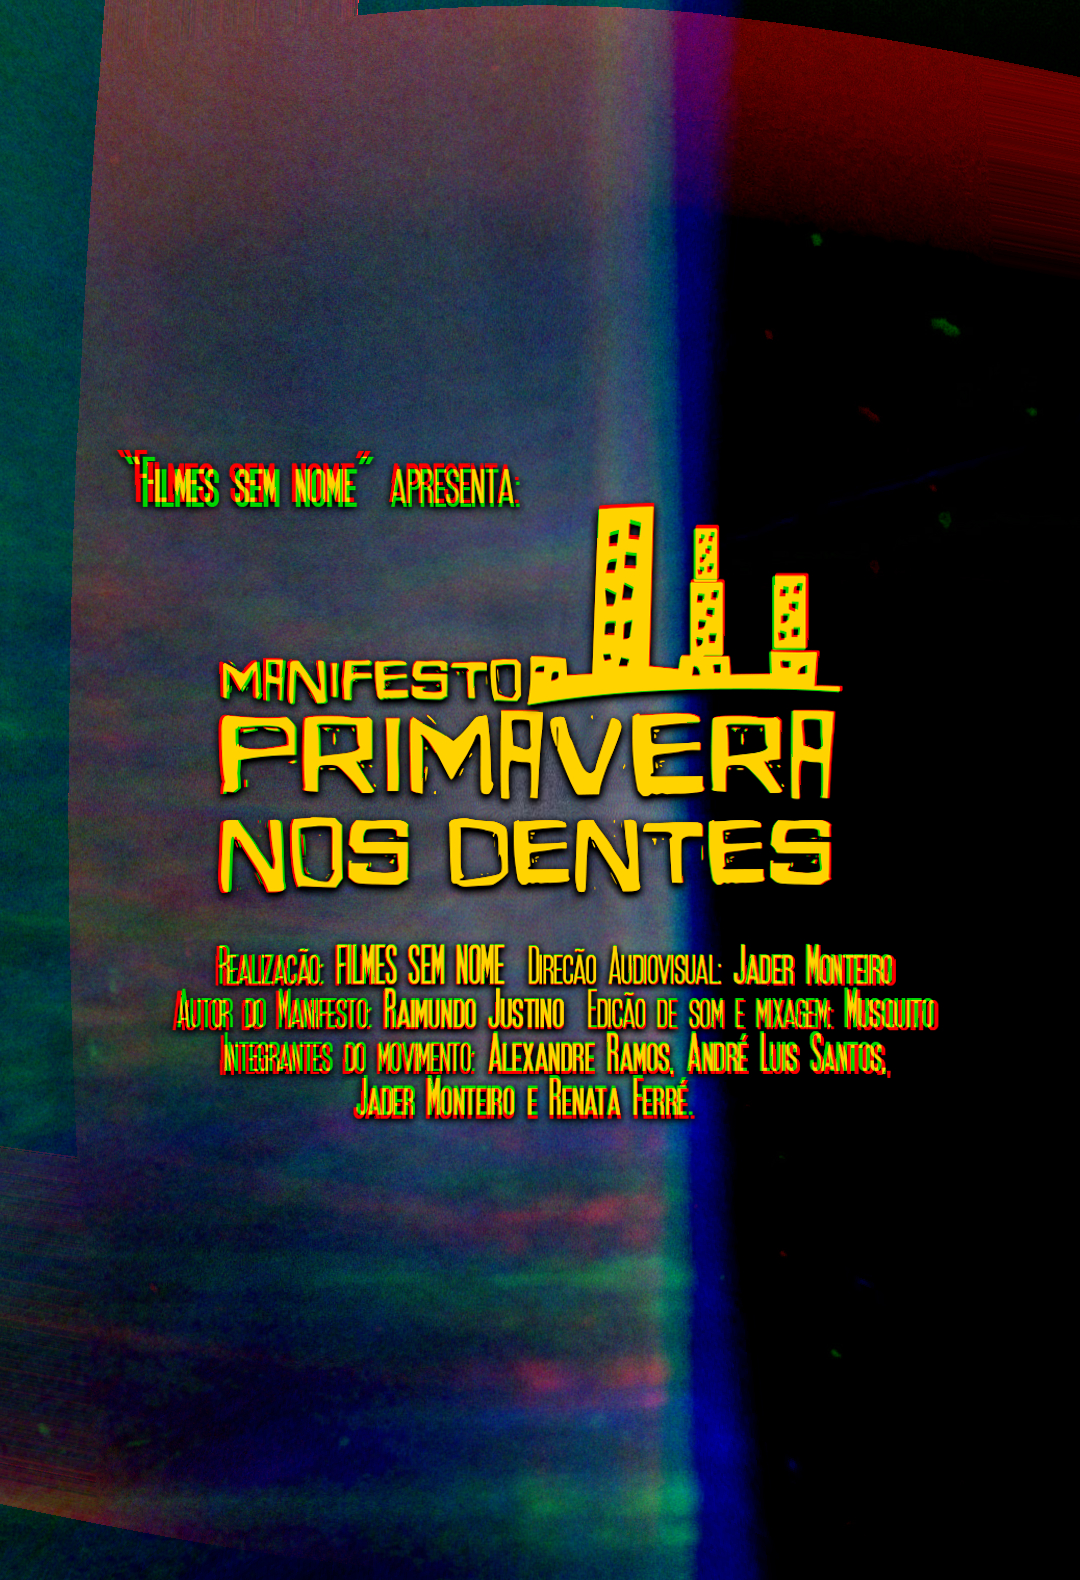 “Filmes sem nome” apresenta:
MANIFESTO
PRIMAVERA
NOS DENTES
Realização: FILMES SEM NOME Direção Audiovisual: Jader Monteiro
Autor do Manifesto: Raimundo Justino Edição de som e mixagem: Musquito
Integrantes do movimento: Alexandre Ramos, André Luis Santos,
Jader Monteiro e Renata Ferré.